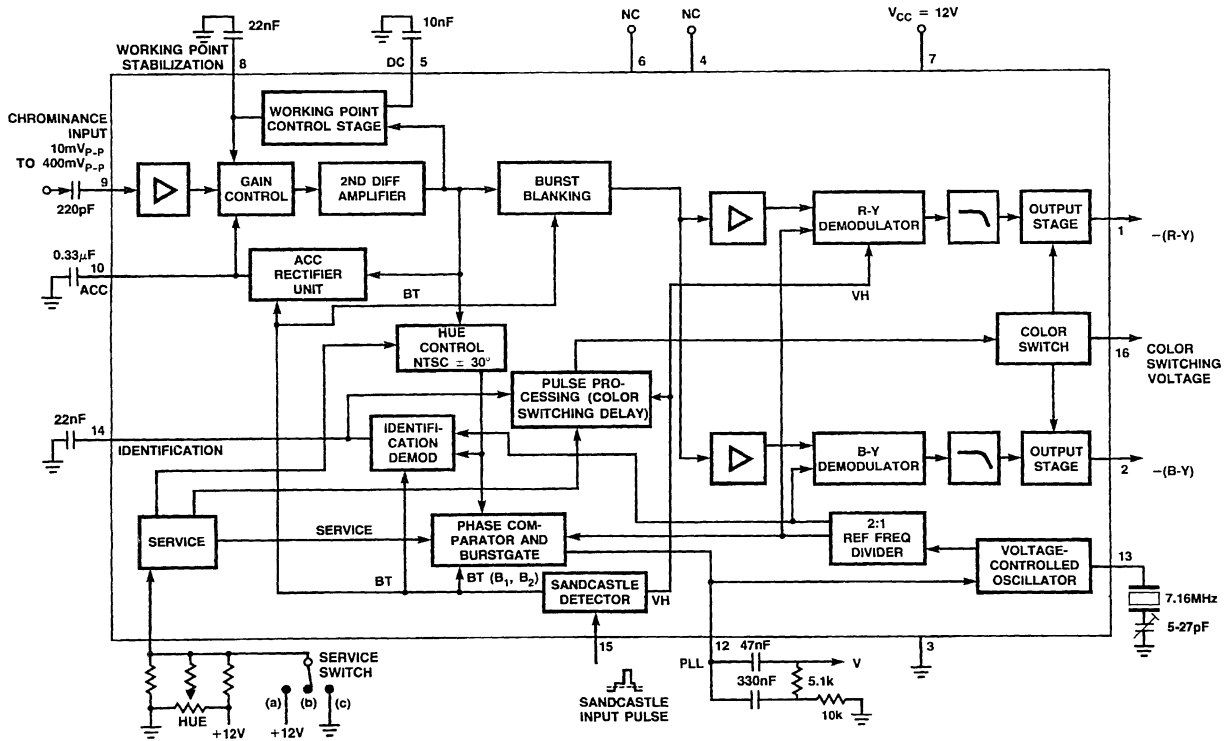 22nF
10nF
NC
NC
VCC = 12V
WORKING POINT
STABILIZATION
8
DC
5
6
4
7
CHROMINANCE
INPUT
10mVP-P
TO 400mVP-P
9
220pF
WORKING POINT
CONTROL STAGE
GAIN
CONTROL
2ND DIFF
AMPLIFIER
BURST
BLANKING
R-Y
DEMODULATOR
OUTPUT
STAGE
1
−(R-Y)
0.33μF
10
ACC
ACC
RECTIFIER
UNIT
BT
VH
HUE
CONTROL
NTSC ± 30°
COLOR
SWITCH
16
COLOR
SWITCHING
VOLTAGE
PULSE PRO-
CESSING (COLOR
SWITCHING DELAY)
22nF
14
IDENTIFICATION
IDENTIFI-
CATION
DEMOD
B-Y
DEMODULATOR
OUTPUT
STAGE
2
−(B-Y)
SERVICE
SERVICE
PHASE COM-
PARATOR AND
BURSTGATE
2:1
REF FREQ
DIVIDER
VOLTAGE-
CONTROLLED
OSCILLATOR
13
BT
BT (B1, B2)
SANDCASTLE
DETECTOR
VH
7.16MHz
5-27pF
15
12
3
SERVICE
SWITCH
HUE
+12V
(a)
(b)
(c)
+12V
SANDCASTLE
INPUT PULSE
PLL
47nF
V
330nF
5.1k
10k